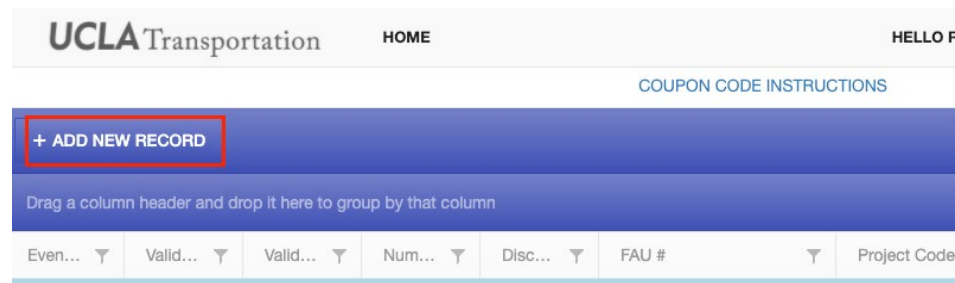 UCLA Transportation HOME HELLO F
COUPON CODE INSTRUCTIONS
+ ADD NEW RECORD
Drag a column header and drop it here to group by that column
Even... Valid... Valid... Num... Disc... FAU # Project Code